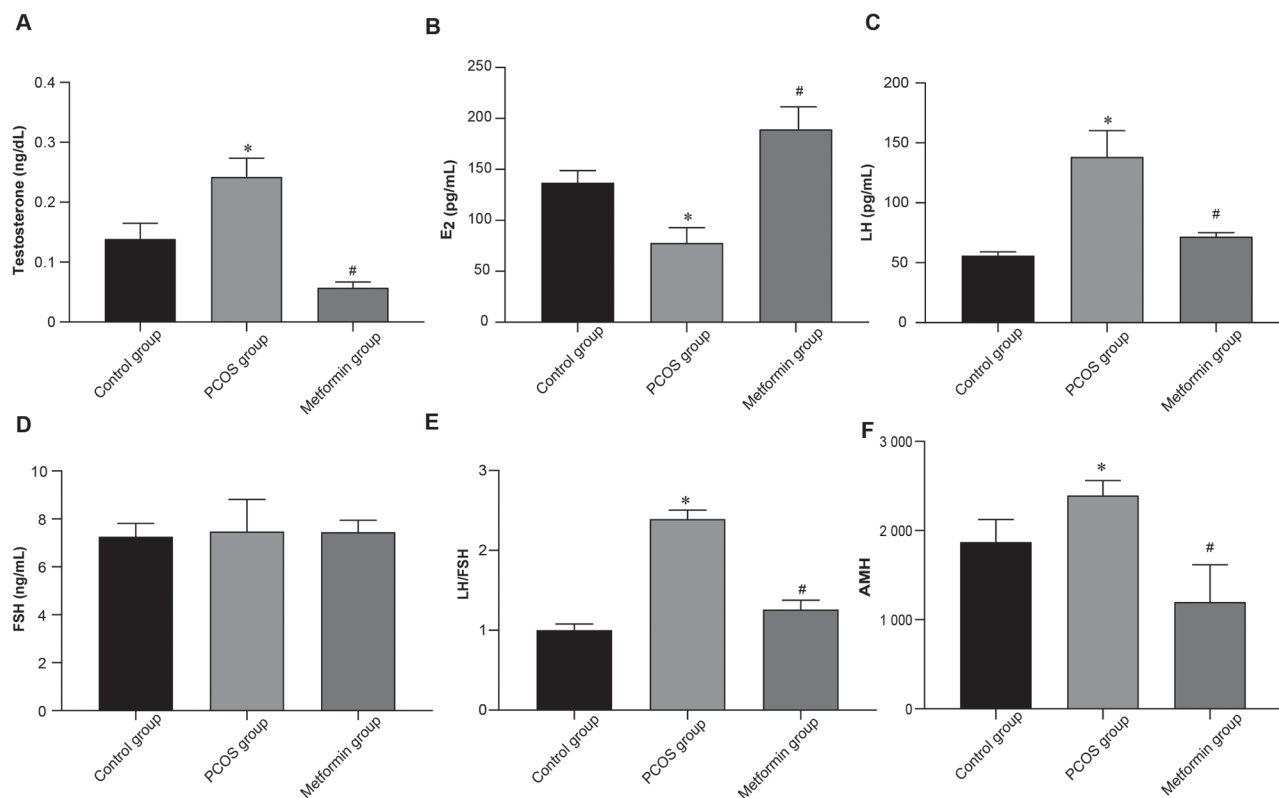 A
Testosterone (ng/dL)
0.4
0.3
0.2
0.1
0
*
#
Control group
PCOS group
Metformin group
B
E2 (pg/mL)
250
200
150
100
50
0
*
#
Control group
PCOS group
Metformin group
C
LH (pg/mL)
200
150
100
50
0
*
#
Control group
PCOS group
Metformin group
D
FSH (ng/mL)
10
8
6
4
2
0
Control group
PCOS group
Metformin group
E
LH/FSH
3
2
1
0
*
#
Control group
PCOS group
Metformin group
F
AMH
3 000
2 000
1 000
0
*
#
Control group
PCOS group
Metformin group